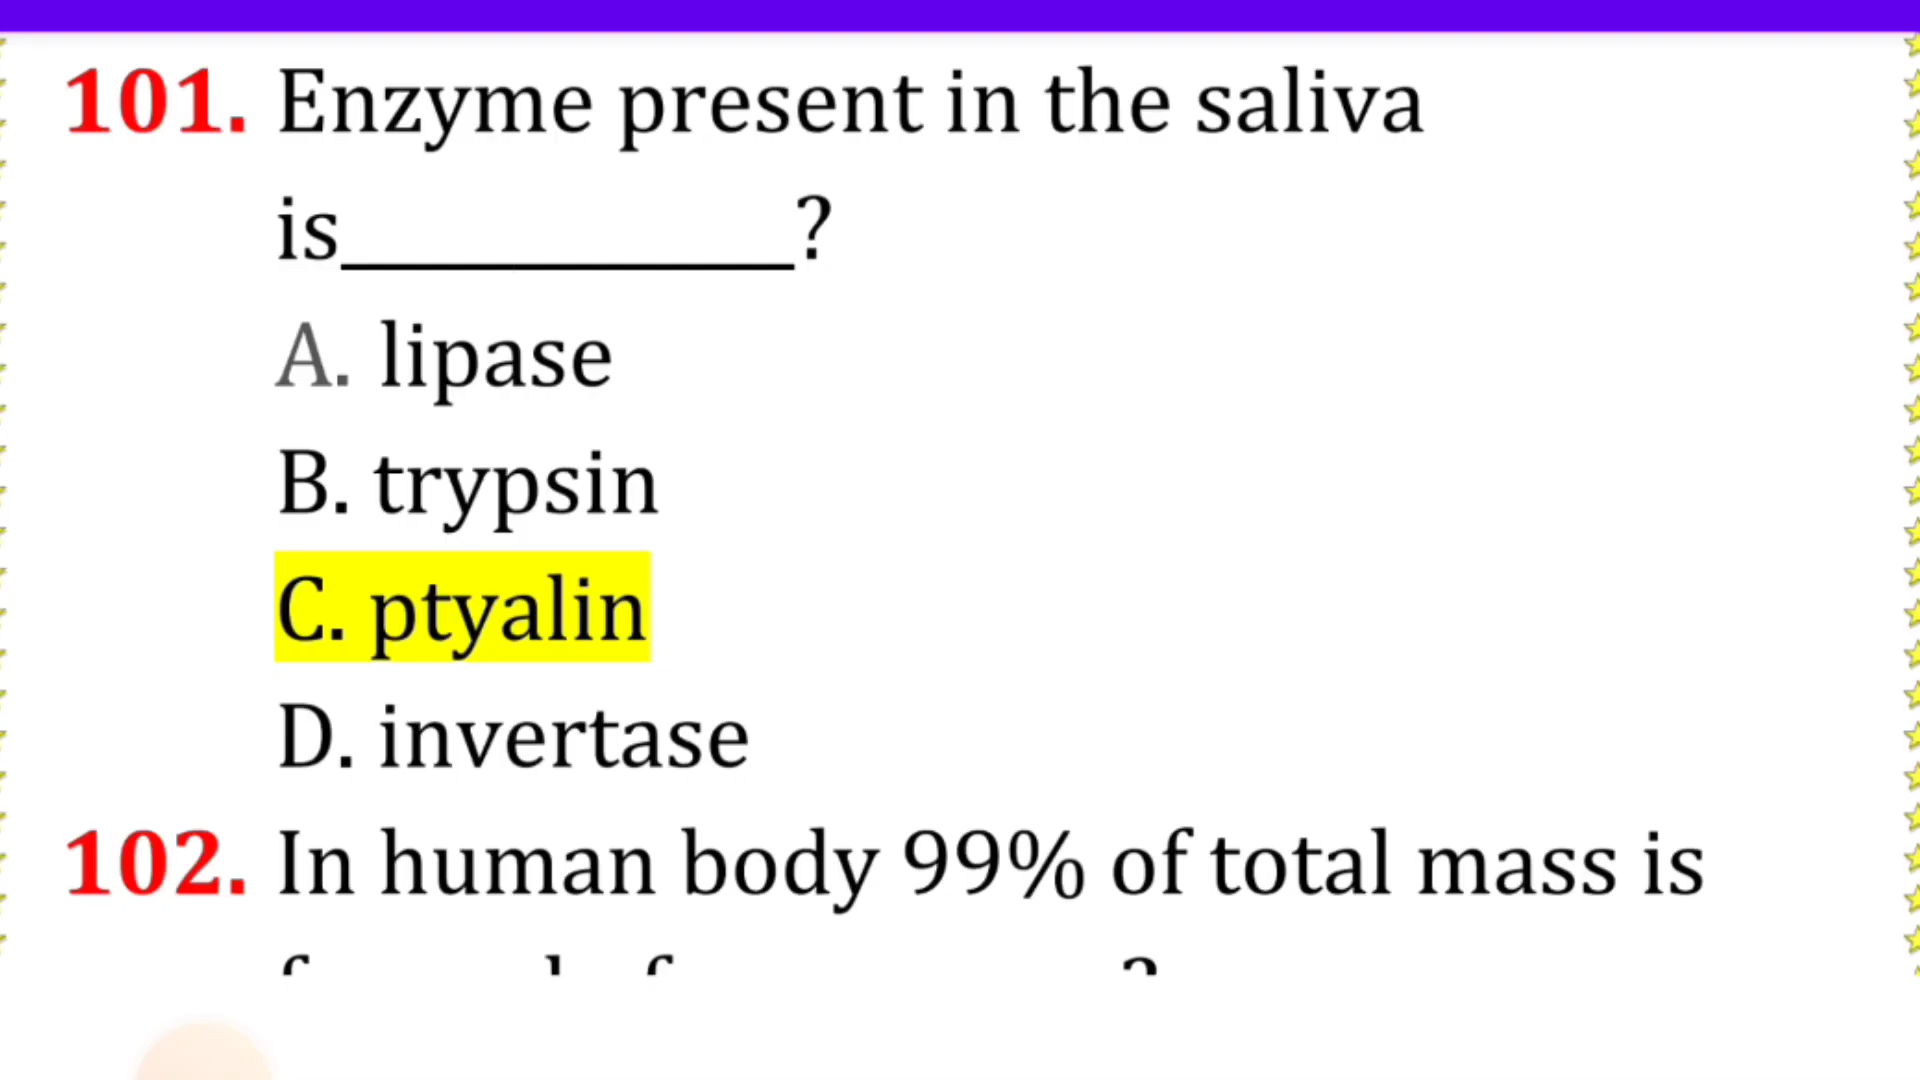 101. Enzyme present in the saliva
is____________?
A. lipase
B. trypsin
C. ptyalin
D. invertase
102. In human body 99% of total mass is